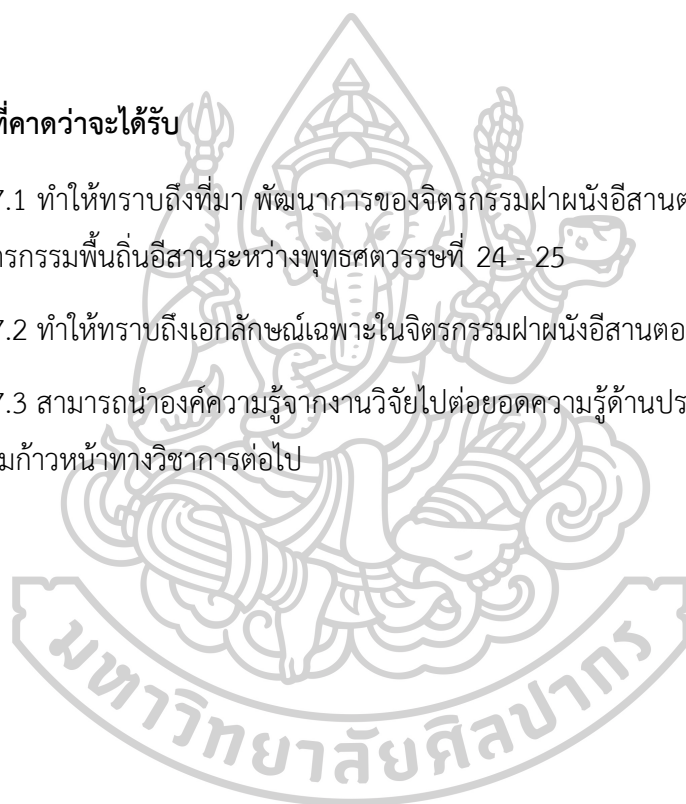 ที่คาดว่าจะได้รับ
7.1 ทำให้ทราบถึงที่มา พัฒนาการของจิตรกรรมฝาผนังอีสานต
รกรรมพื้นถิ่นอีสานระหว่างพุทธศตวรรษที่ 24 - 25
7.2 ทำให้ทราบถึงเอกลักษณ์เฉพาะในจิตรกรรมฝาผนังอีสานตอ
7.3 สามารถนำองค์ความรู้จากงานวิจัยไปต่อยอดความรู้ด้านปร
มก้าวหน้าทางวิชาการต่อไป
มหาวิทยาลัยศิลปากร